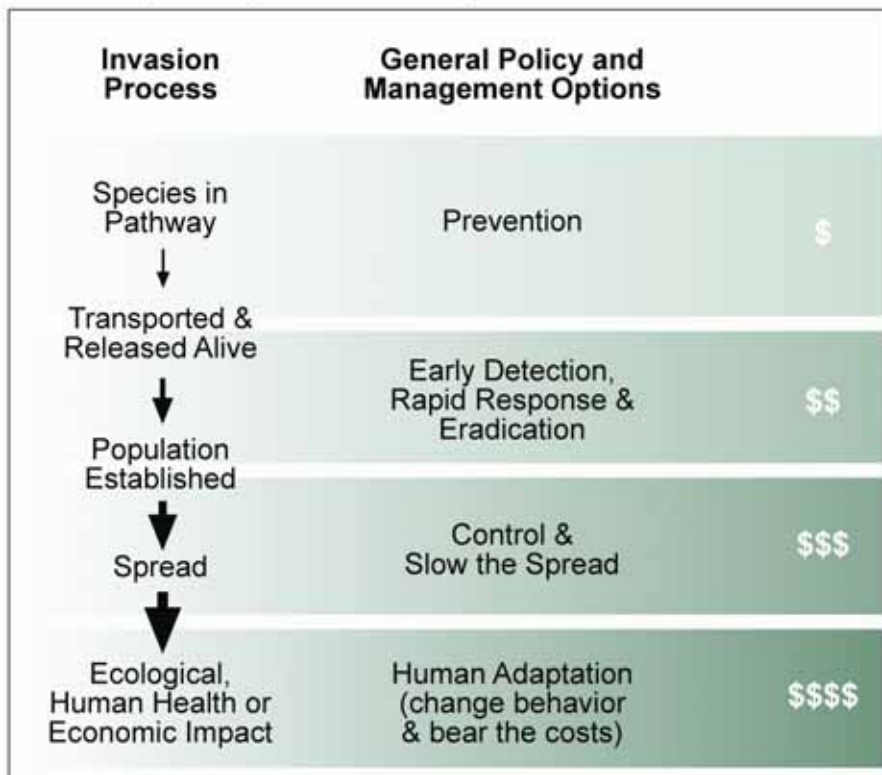 Invasion
Process
General Policy and
Management Options
Species in
Pathway
Prevention
$
Transported &
Released Alive
Early Detection,
Rapid Response &
Eradication
$$
Population
Established
Control &
Slow the Spread
$$$
Spread
Ecological,
Human Health or
Economic Impact
Human Adaptation
(change behavior
& bear the costs)
$$$$